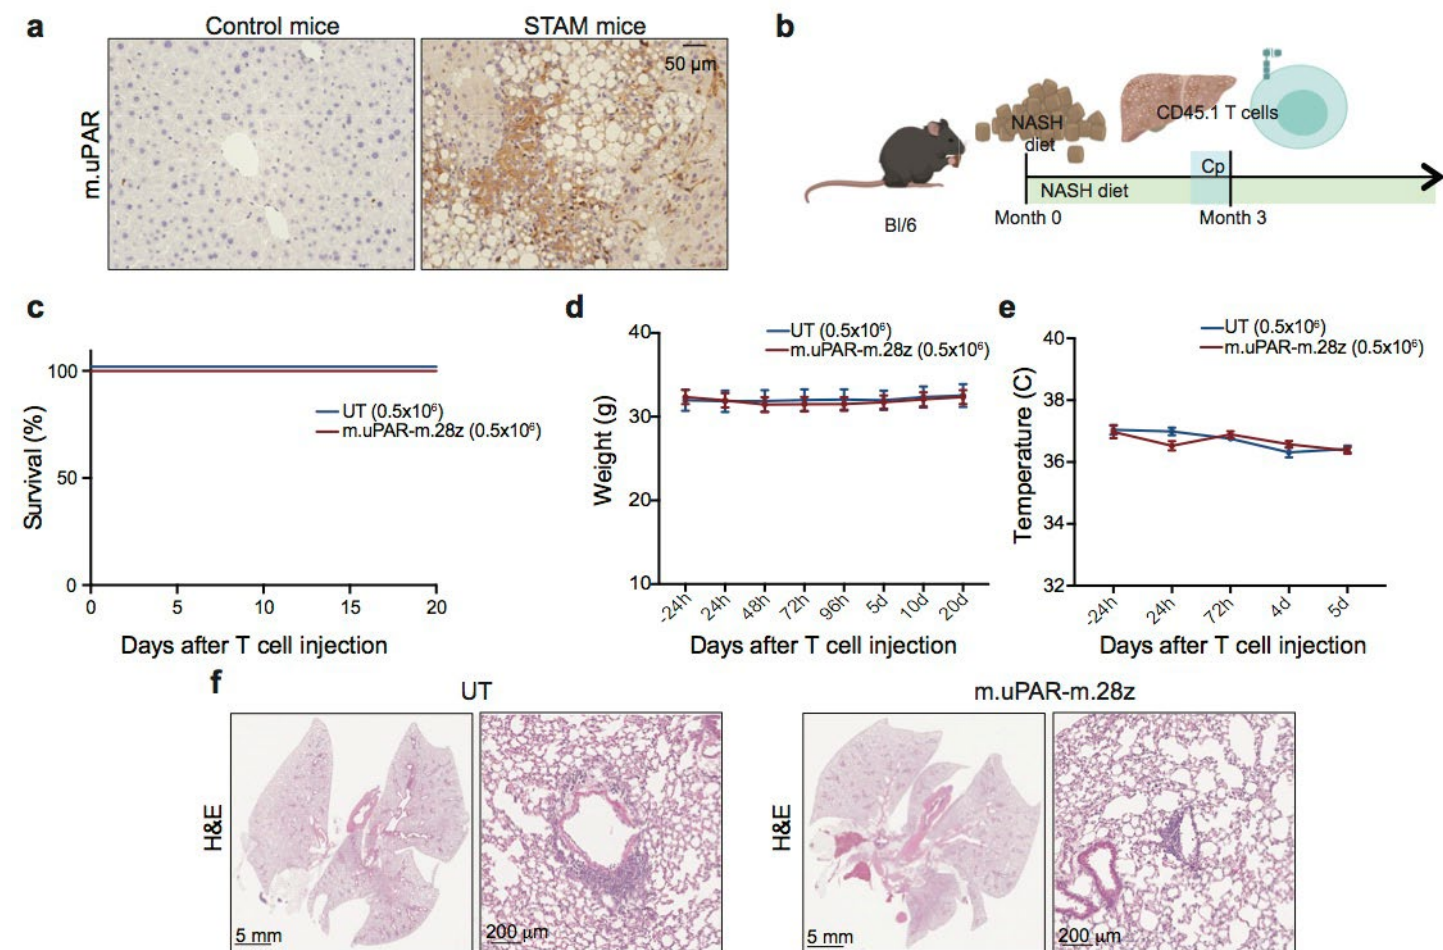 a
Control mice
STAM mice
50 μm
m.uPAR
b
NASH
diet
CD45.1 T cells
Cp
NASH diet
Month 0
Month 3
Bl/6
c
Survival (%)
100
50
0
UT (0.5x10⁶)
m.uPAR-m.28z (0.5x10⁶)
0 5 10 15 20
Days after T cell injection
d
Weight (g)
40
30
20
10
UT (0.5x10⁶)
m.uPAR-m.28z (0.5x10⁶)
-24h 24h 48h 72h 96h 5d 10d 20d
Days after T cell injection
e
Temperature (C)
40
38
36
34
32
UT (0.5x10⁶)
m.uPAR-m.28z (0.5x10⁶)
-24h 24h 72h 4d 5d
Days after T cell injection
f
UT
m.uPAR-m.28z
H&E
5 mm
200 μm
H&E
5 mm
200 μm